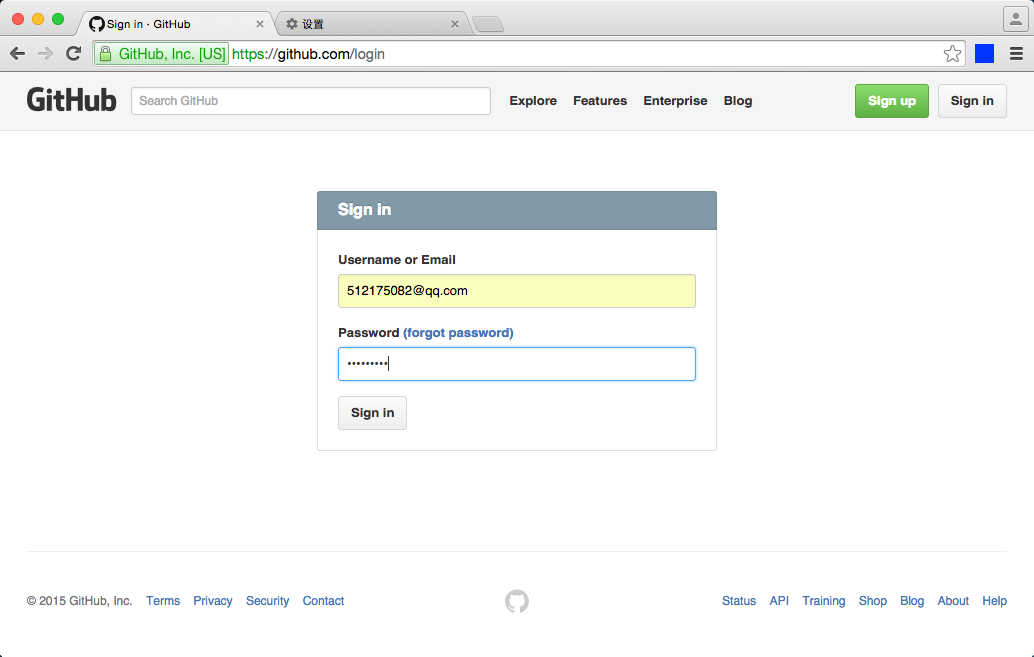 Sign in · GitHub
设置
GitHub, Inc. [US] https://github.com/login
GitHub Search GitHub Explore Features Enterprise Blog Sign up Sign in
Sign in
Username or Email
512175082@qq.com
Password (forgot password)
•••••••••
Sign in
© 2015 GitHub, Inc. Terms Privacy Security Contact Status API Training Shop Blog About Help